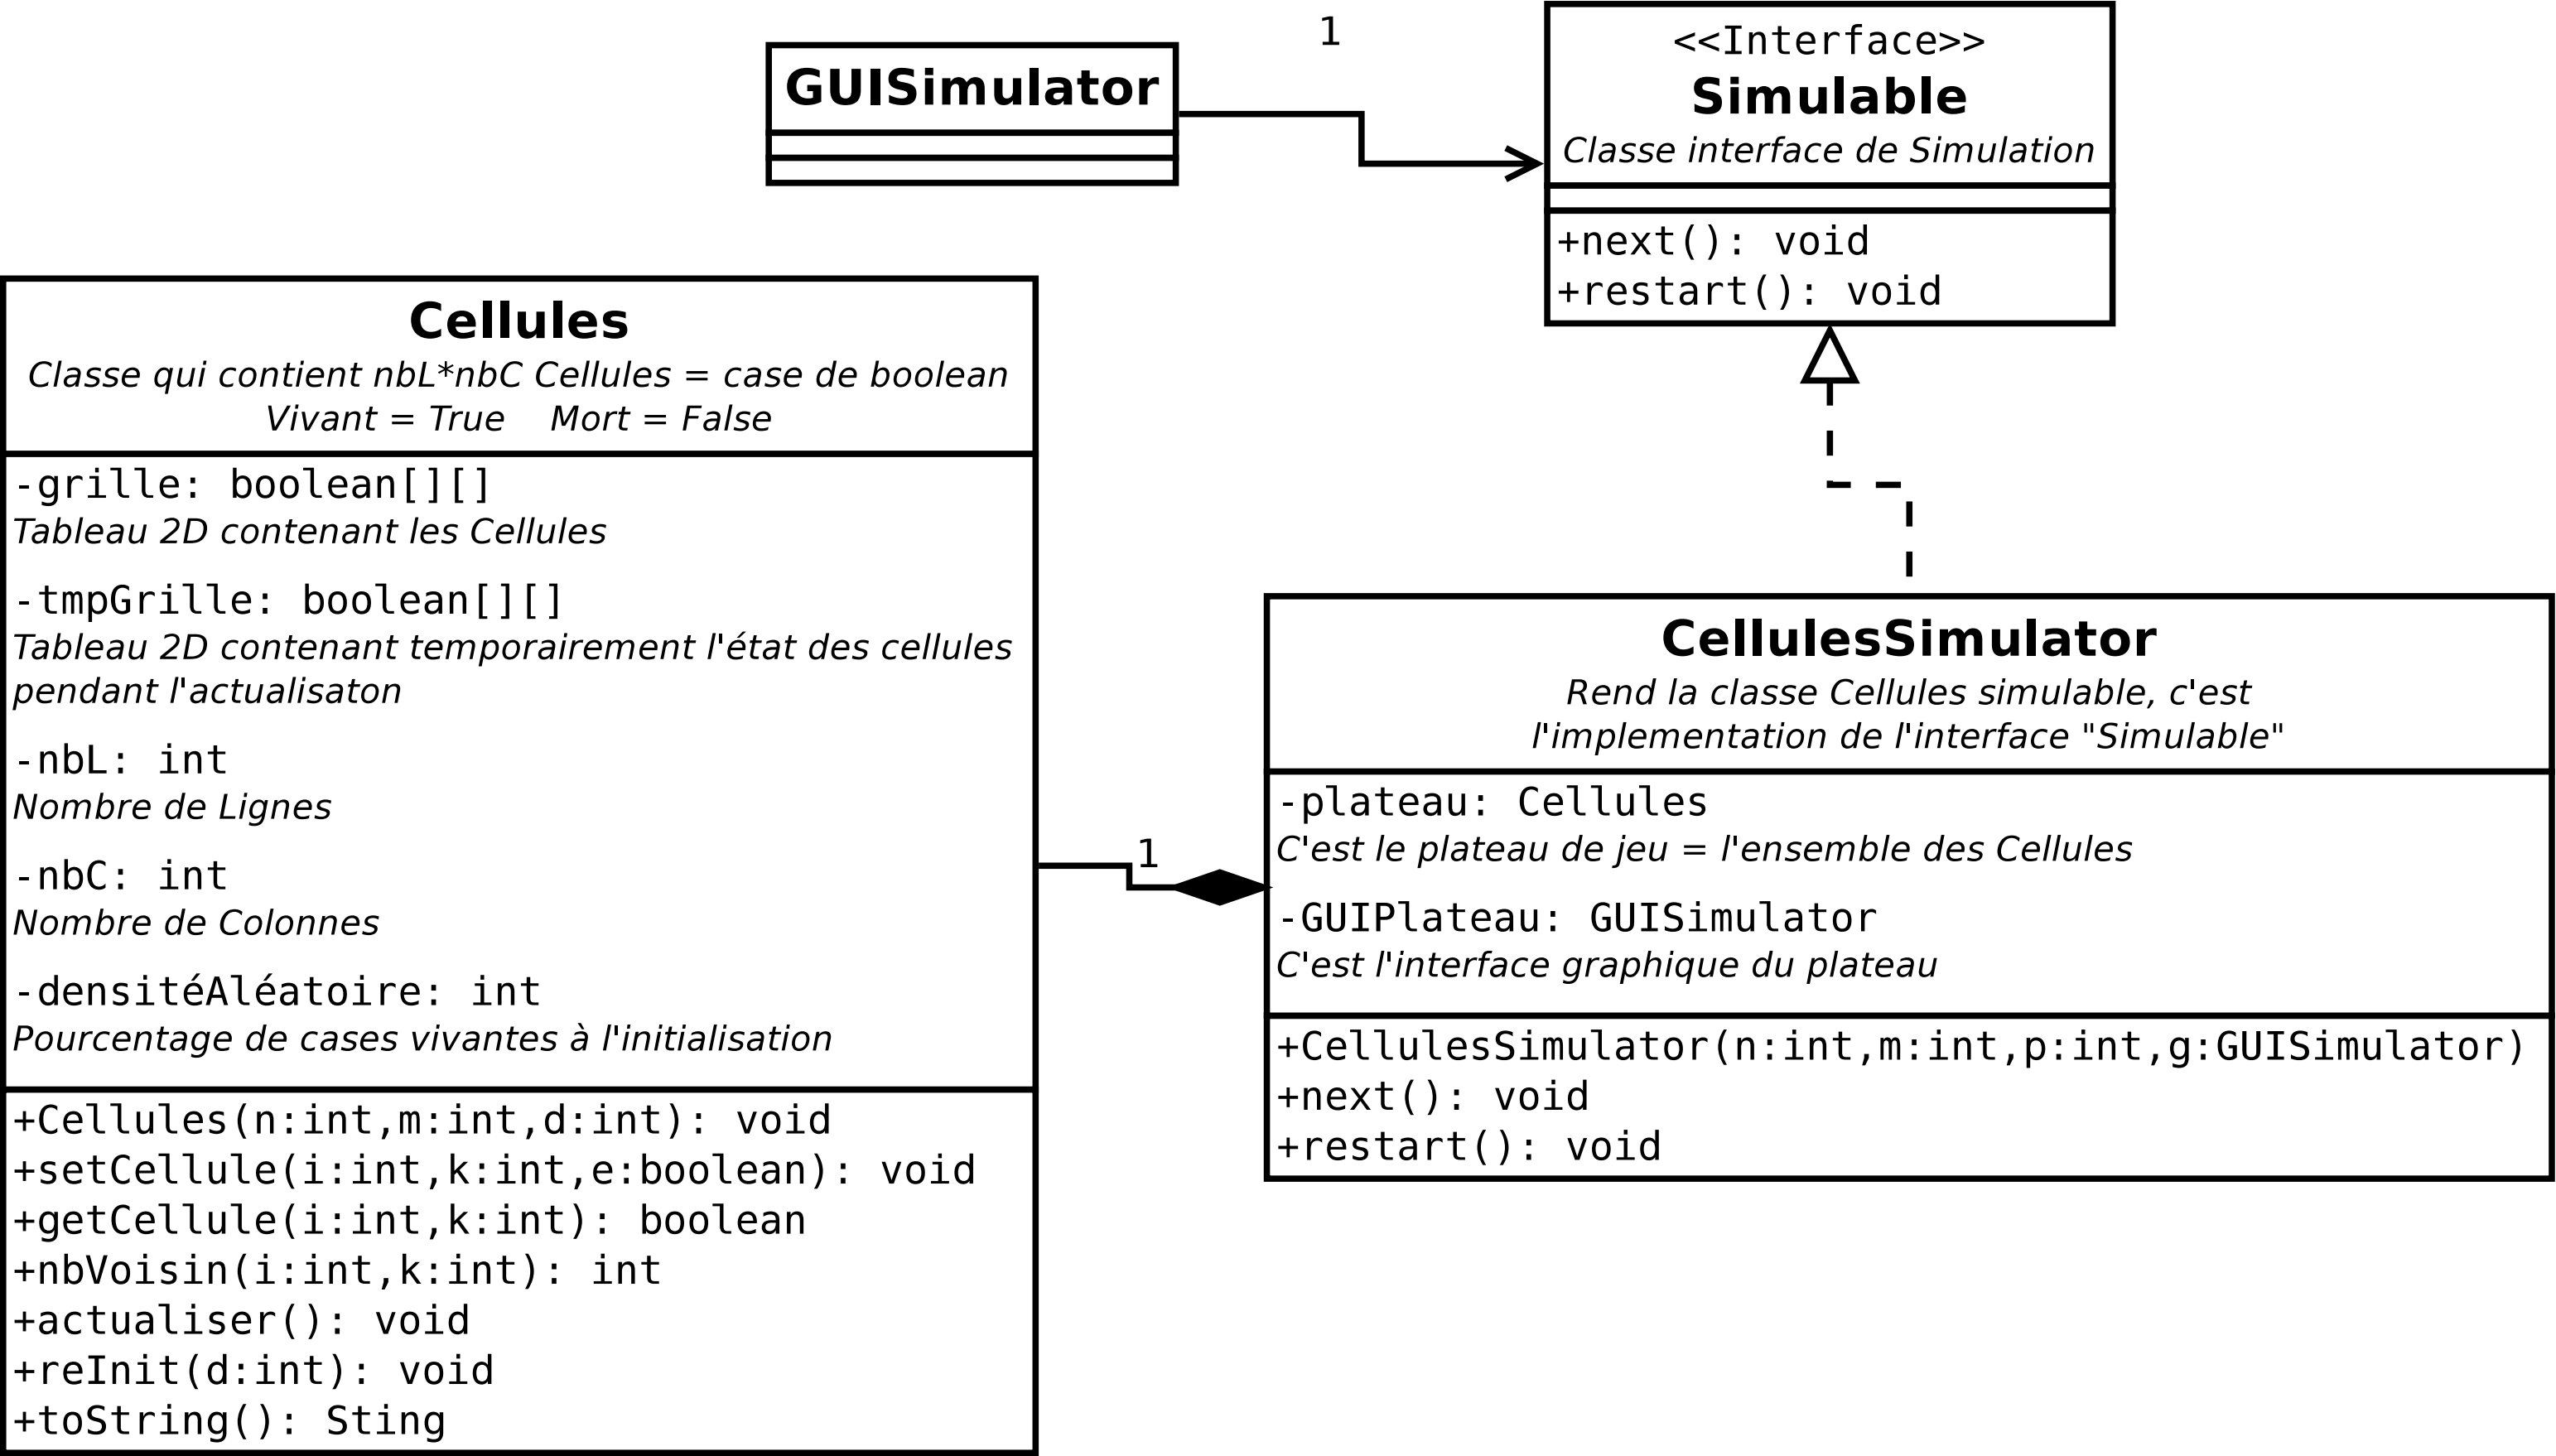 GUISimulator
1
<<Interface>>
Simulable
Classe interface de Simulation
+next(): void
+restart(): void
Cellules
Classe qui contient nbL*nbC Cellules = case de boolean
Vivant = True    Mort = False
-grille: boolean[][]
Tableau 2D contenant les Cellules
-tmpGrille: boolean[][]
Tableau 2D contenant temporairement l'état des cellules
pendant l'actualisaton
-nbL: int
Nombre de Lignes
-nbC: int
Nombre de Colonnes
-densitéAléatoire: int
Pourcentage de cases vivantes à l'initialisation
+Cellules(n:int,m:int,d:int): void
+setCellule(i:int,k:int,e:boolean): void
+getCellule(i:int,k:int): boolean
+nbVoisin(i:int,k:int): int
+actualiser(): void
+reInit(d:int): void
+toString(): Sting
1
CellulesSimulator
Rend la classe Cellules simulable, c'est
l'implementation de l'interface "Simulable"
-plateau: Cellules
C'est le plateau de jeu = l'ensemble des Cellules
-GUIPlateau: GUISimulator
C'est l'interface graphique du plateau
+CellulesSimulator(n:int,m:int,p:int,g:GUISimulator)
+next(): void
+restart(): void